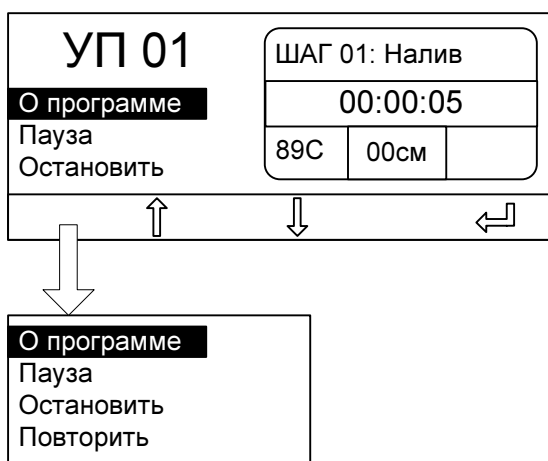 УП 01
О программе
Пауза
Остановить
ШАГ 01: Налив
00:00:05
89С
00см
О программе
Пауза
Остановить
Повторить